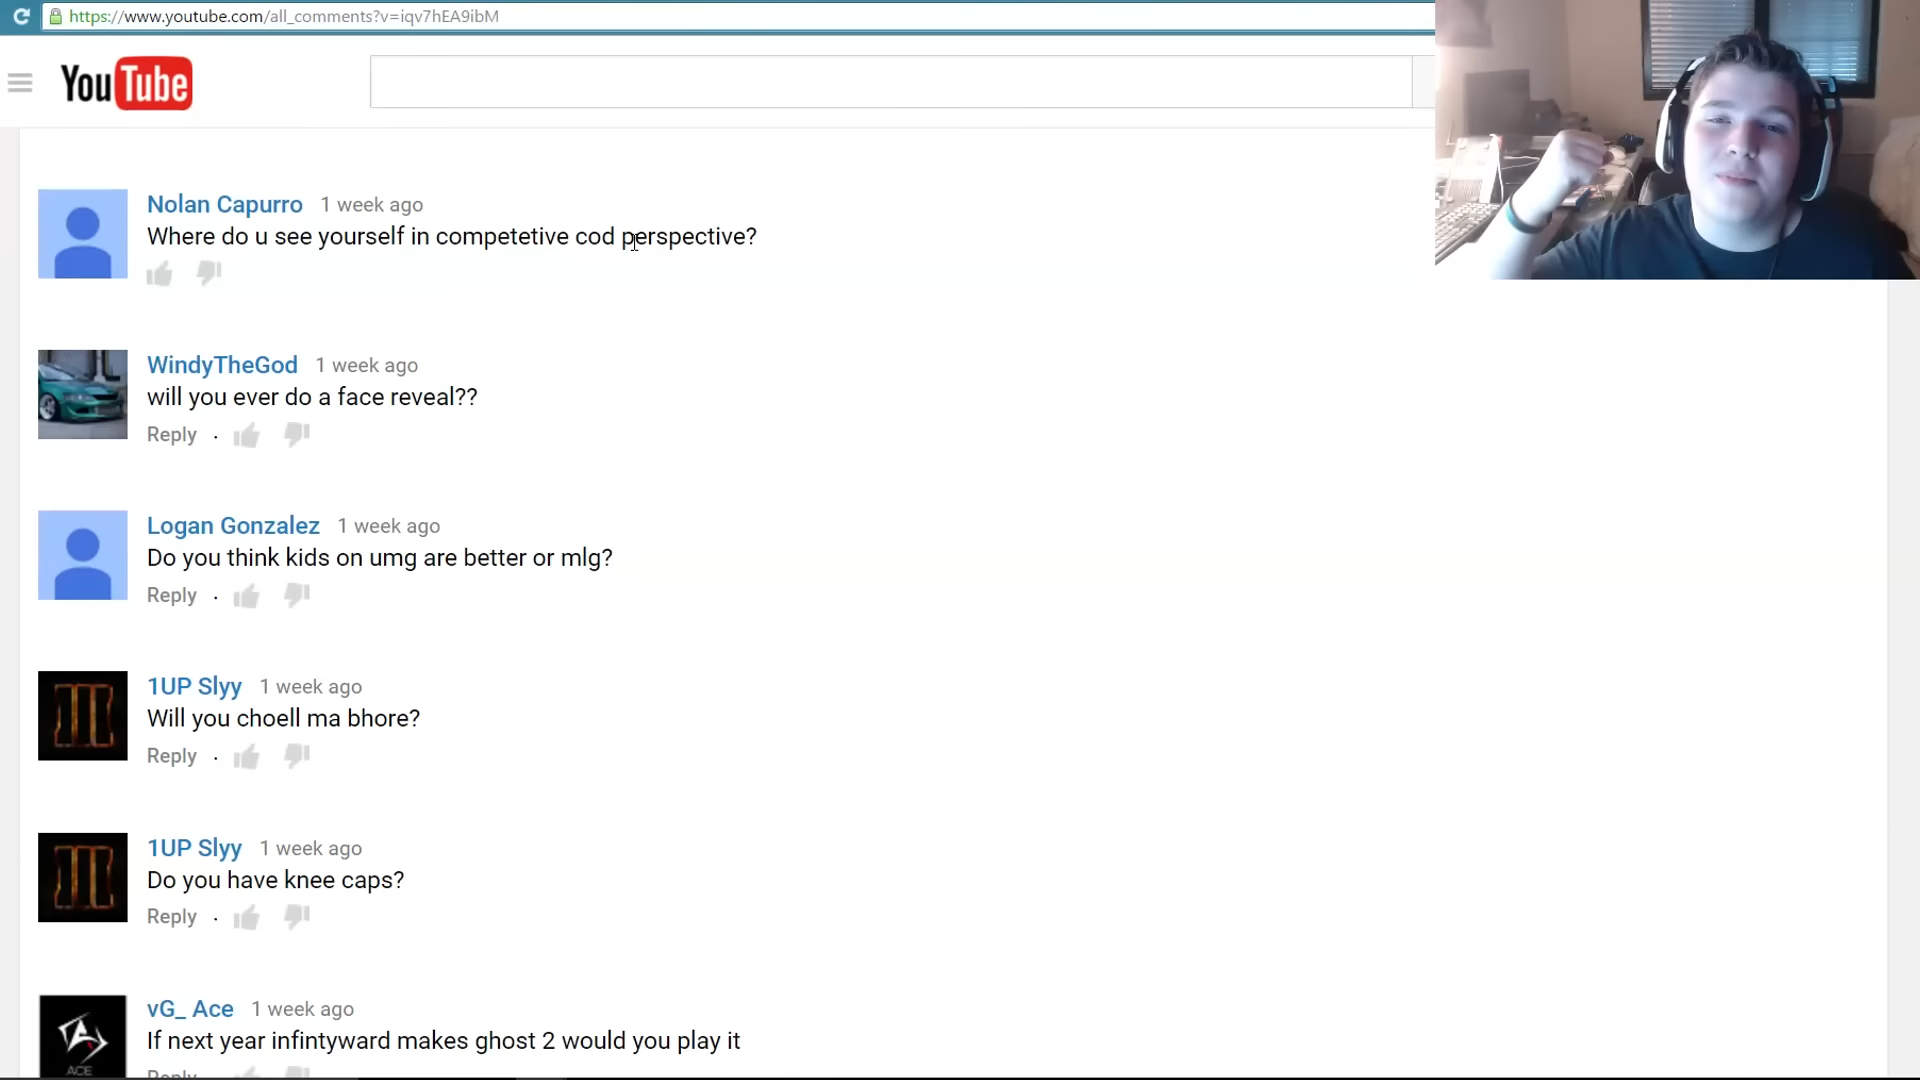 https://www.youtube.com/all_comments?v=iqv7hEA9ibM
YouTube
Nolan Capurro 1 week ago
Where do u see yourself in competetive cod perspective?
WindyTheGod 1 week ago
will you ever do a face reveal??
Reply
Logan Gonzalez 1 week ago
Do you think kids on umg are better or mlg?
Reply
1UP Slyy 1 week ago
Will you choell ma bhore?
Reply
1UP Slyy 1 week ago
Do you have knee caps?
Reply
vG_ Ace 1 week ago
If next year infintyward makes ghost 2 would you play it
ACE
Reply